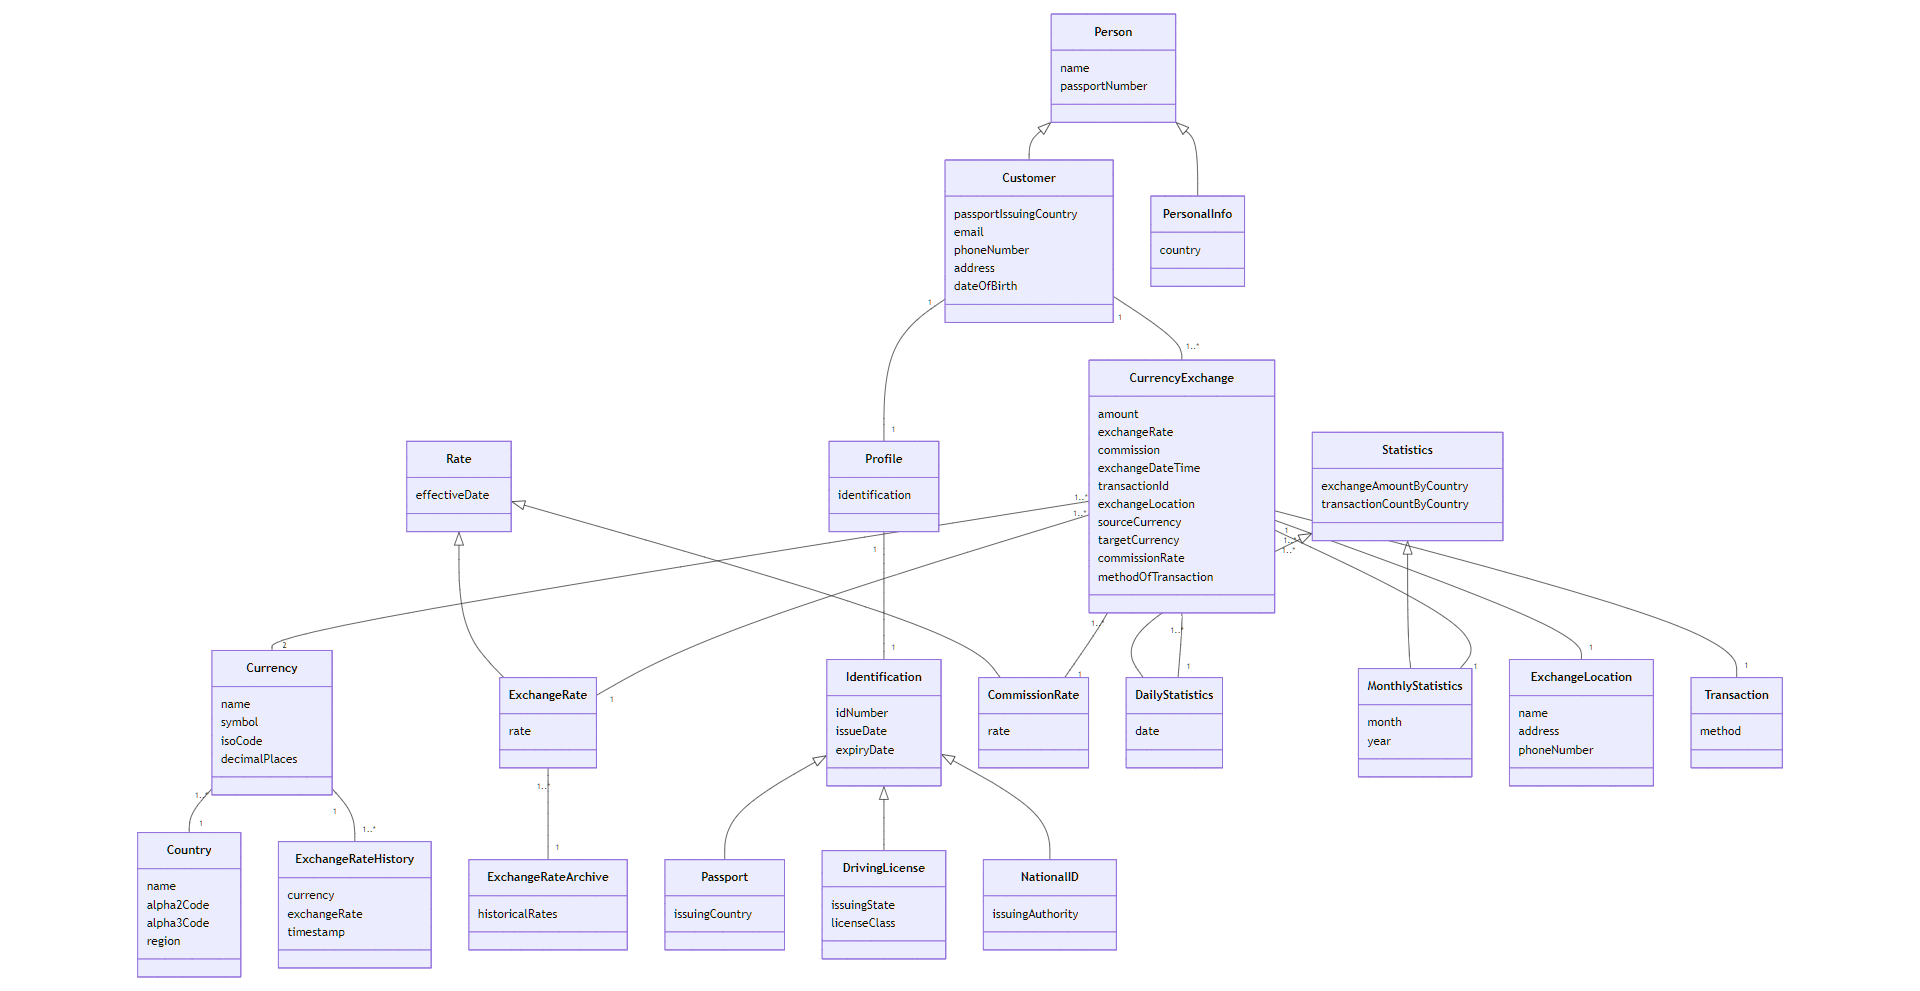 Person
name
passportNumber
Customer
passportIssuingCountry
email
phoneNumber
address
dateOfBirth
PersonalInfo
country
1
1
1..*
CurrencyExchange
amount
exchangeRate
commission
exchangeDateTime
transactionId
exchangeLocation
sourceCurrency
targetCurrency
commissionRate
methodOfTransaction
1
Rate
effectiveDate
Profile
identification
Statistics
exchangeAmountByCountry
transactionCountByCountry
1..*
1..*
1
1..*
1..*
1
1..*
1..*
2
1
1
1
1
1
1
1
Currency
name
symbol
isoCode
decimalPlaces
ExchangeRate
rate
Identification
idNumber
issueDate
expiryDate
CommissionRate
rate
DailyStatistics
date
MonthlyStatistics
month
year
ExchangeLocation
name
address
phoneNumber
Transaction
method
1..*
1
1..*
1
1..*
1
Country
name
alpha2Code
alpha3Code
region
ExchangeRateHistory
currency
exchangeRate
timestamp
ExchangeRateArchive
historicalRates
Passport
issuingCountry
DrivingLicense
issuingState
licenseClass
NationalID
issuingAuthority